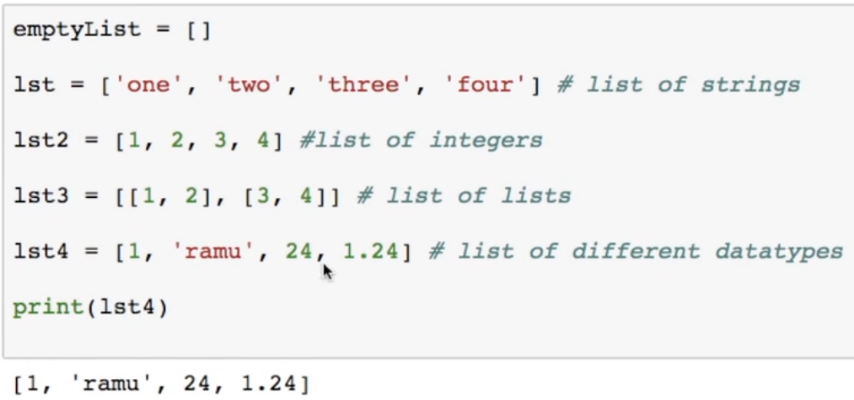 emptyList = []
lst = ['one', 'two', 'three', 'four'] # list of strings
lst2 = [1, 2, 3, 4] #list of integers
lst3 = [[1, 2], [3, 4]] # list of lists
lst4 = [1, 'ramu', 24, 1.24] # list of different datatypes
print(lst4)
[1, 'ramu', 24, 1.24]